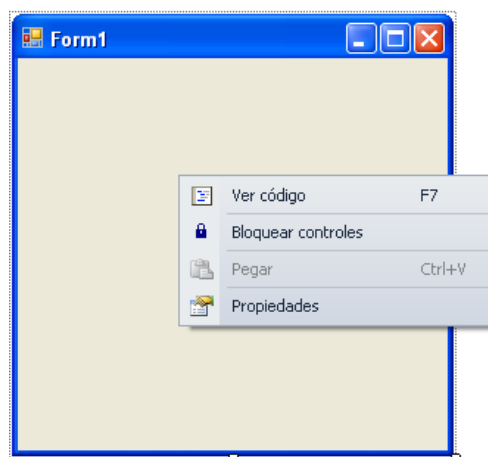 Form1
Ver código F7
Bloquear controles
Pegar Ctrl+V
Propiedades